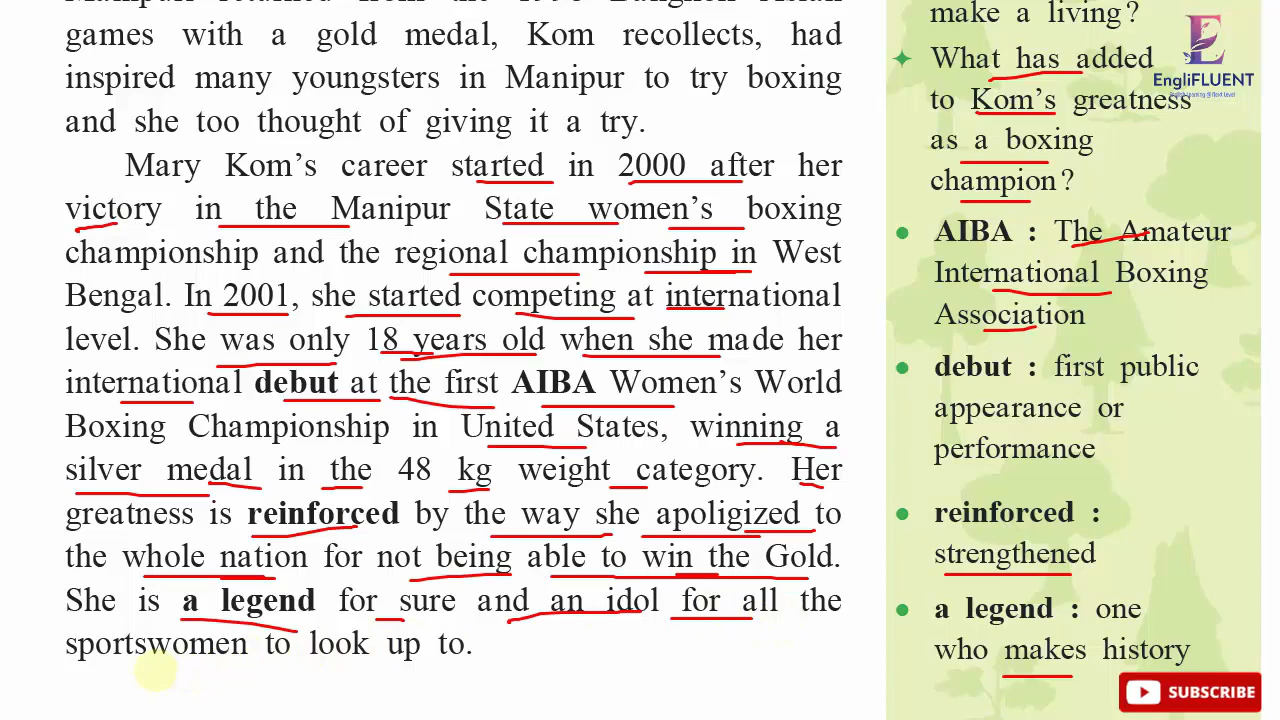 games with a gold medal, Kom recollects, had
inspired many youngsters in Manipur to try boxing
and she too thought of giving it a try.
Mary Kom's career started in 2000 after her
victory in the Manipur State women's boxing
championship and the regional championship in West
Bengal. In 2001, she started competing at international
level. She was only 18 years old when she made her
international debut at the first AIBA Women's World
Boxing Championship in United States, winning a
silver medal in the 48 kg weight category. Her
greatness is reinforced by the way she apoligized to
the whole nation for not being able to win the Gold.
She is a legend for sure and an idol for all the
sportswomen to look up to.
make a living?
What has added
to Kom's greatness
as a boxing
champion?
AIBA : The Amateur
International Boxing
Association
debut : first public
appearance or
performance
reinforced :
strengthened
a legend : one
who makes history
EngliFLUENT
SUBSCRIBE